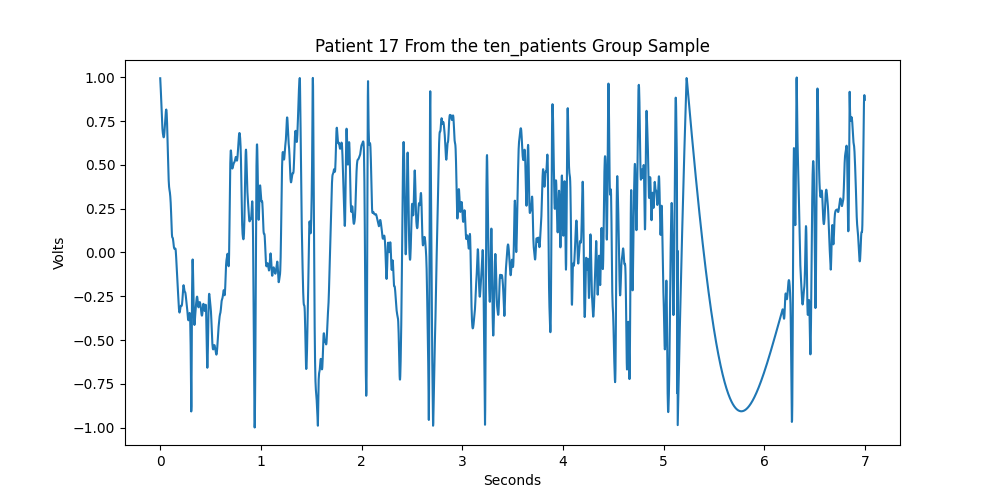 Patient 17 From the ten_patients Group Sample
1.00
0.75
0.50
0.25
0.00
−0.25
−0.50
−0.75
−1.00
Volts
0 1 2 3 4 5 6 7
Seconds